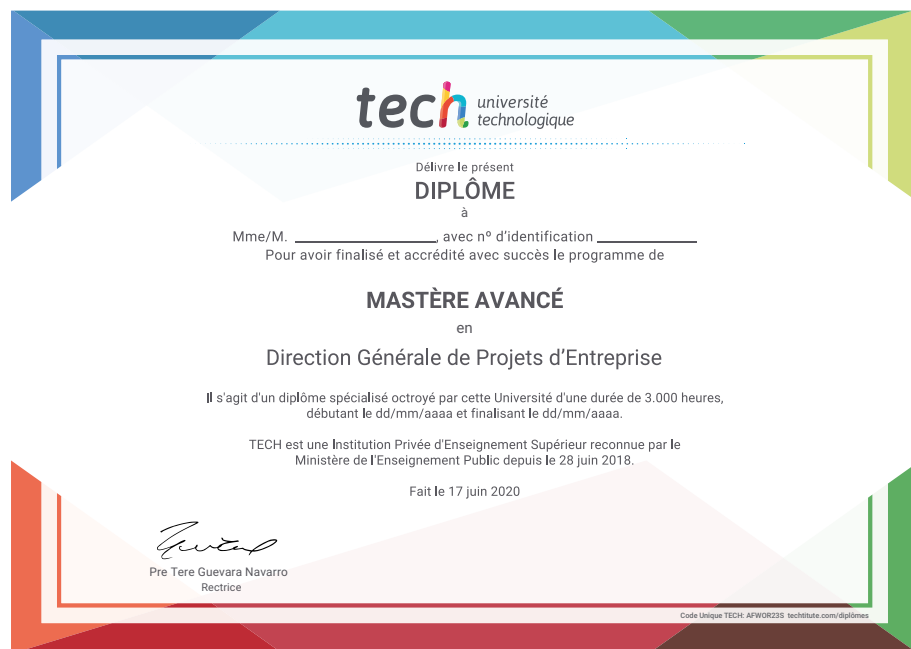 tech université
technologique
Délivre le présent
DIPLÔME
à
Mme/M. ____________________, avec nº d'identification ______________
Pour avoir finalisé et accrédité avec succès le programme de
MASTÈRE AVANCÉ
en
Direction Générale de Projets d'Entreprise
Il s'agit d'un diplôme spécialisé octroyé par cette Université d'une durée de 3.000 heures,
débutant le dd/mm/aaaa et finalisant le dd/mm/aaaa.
TECH est une Institution Privée d'Enseignement Supérieur reconnue par le
Ministère de l'Enseignement Public depuis le 28 juin 2018.
Fait le 17 juin 2020
Pre Tere Guevara Navarro
Rectrice
Code Unique TECH: AFWOR23S techtitute.com/diplômes